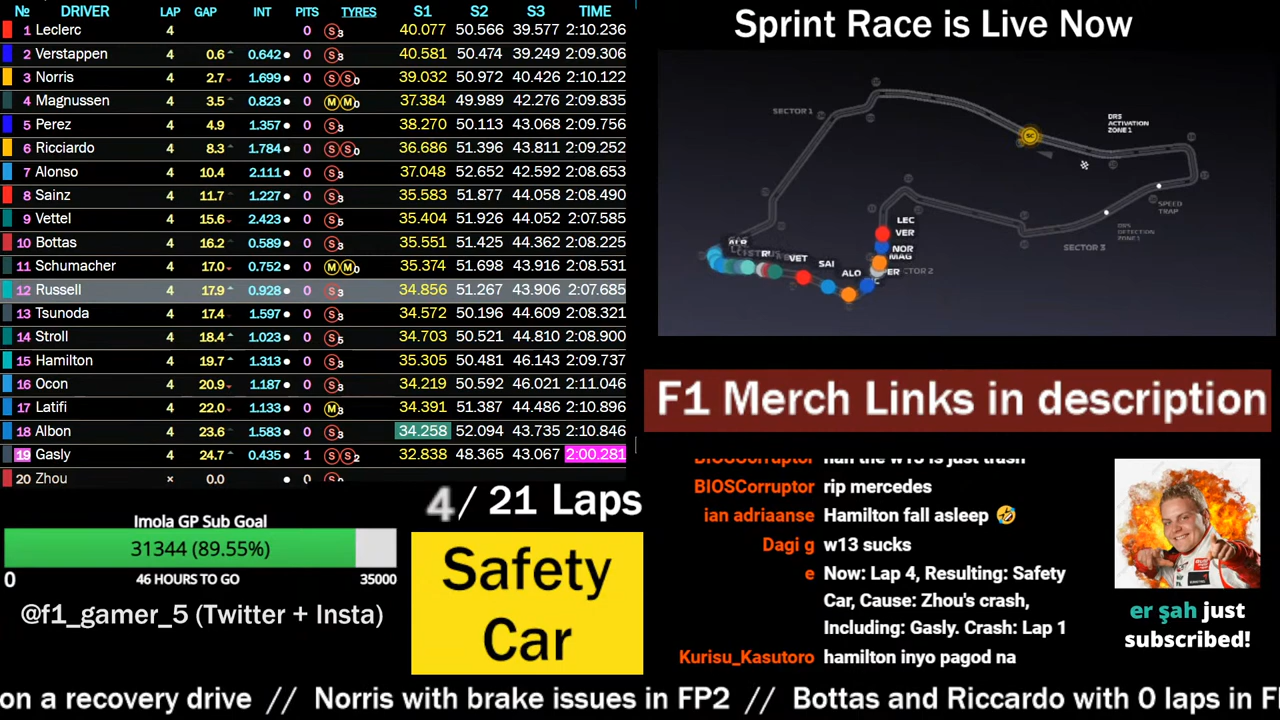 № DRIVER LAP GAP INT PITS TYRES S1 S2 S3 TIME
1 Leclerc 4 0 S3 40.077 50.566 39.577 2:10.236
2 Verstappen 4 0.6 0.642 0 S3 40.581 50.474 39.249 2:09.306
3 Norris 4 2.7 1.699 0 S S0 39.032 50.972 40.426 2:10.122
4 Magnussen 4 3.5 0.823 0 M M0 37.384 49.989 42.276 2:09.835
5 Perez 4 4.9 1.357 0 S3 38.270 50.113 43.068 2:09.756
6 Ricciardo 4 8.3 1.784 0 S S0 36.686 51.396 43.811 2:09.252
7 Alonso 4 10.4 2.111 0 S3 37.048 52.652 42.592 2:08.653
8 Sainz 4 11.7 1.227 0 S3 35.583 51.877 44.058 2:08.490
9 Vettel 4 15.6 2.423 0 S5 35.404 51.926 44.052 2:07.585
10 Bottas 4 16.2 0.589 0 S3 35.551 51.425 44.362 2:08.225
11 Schumacher 4 17.0 0.752 0 M M0 35.374 51.698 43.916 2:08.531
12 Russell 4 17.9 0.928 0 S3 34.856 51.267 43.906 2:07.685
13 Tsunoda 4 17.4 1.597 0 S3 34.572 50.196 44.609 2:08.321
14 Stroll 4 18.4 1.023 0 S5 34.703 50.521 44.810 2:08.900
15 Hamilton 4 19.7 1.313 0 S3 35.305 50.481 46.143 2:09.737
16 Ocon 4 20.9 1.187 0 S3 34.219 50.592 46.021 2:11.046
17 Latifi 4 22.0 1.133 0 M3 34.391 51.387 44.486 2:10.896
18 Albon 4 23.6 1.583 0 S3 34.258 52.094 43.735 2:10.846
19 Gasly 4 24.7 0.435 1 S S2 32.838 48.365 43.067 2:00.281
20 Zhou × 0.0 0 S0
Sprint Race is Live Now
SECTOR 1
SC
DRS
ACTIVATION
ZONE 1
SPEED
TRAP
DRS
DETECTION
ZONE 1
SECTOR 3
LEC
VER
NOR
MAG
SECTOR 2
ALO
SAI
VET
ALB
F1 Merch Links in description
4/ 21 Laps
Safety
Car
Imola GP Sub Goal
31344 (89.55%)
0 46 HOURS TO GO 35000
@f1_gamer_5 (Twitter + Insta)
BIOSCorruptor nah the w13 is just trash
BIOSCorruptor rip mercedes
ian adriaanse Hamilton fall asleep 🤣
Dagi g w13 sucks
e Now: Lap 4, Resulting: Safety
Car, Cause: Zhou's crash,
Including: Gasly. Crash: Lap 1
Kurisu_Kasutoro hamilton inyo pagod na
er şah just
subscribed!
on a recovery drive // Norris with brake issues in FP2 // Bottas and Riccardo with 0 laps in F